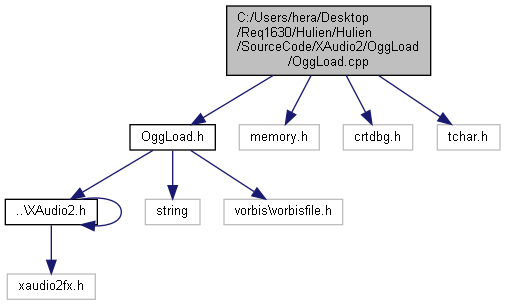 C:/Users/hera/Desktop
/Req1630/Hulien/Hulien
/SourceCode/XAudio2/OggLoad
/OggLoad.cpp
OggLoad.h
memory.h
crtdbg.h
tchar.h
..\XAudio2.h
string
vorbis\vorbisfile.h
xaudio2fx.h